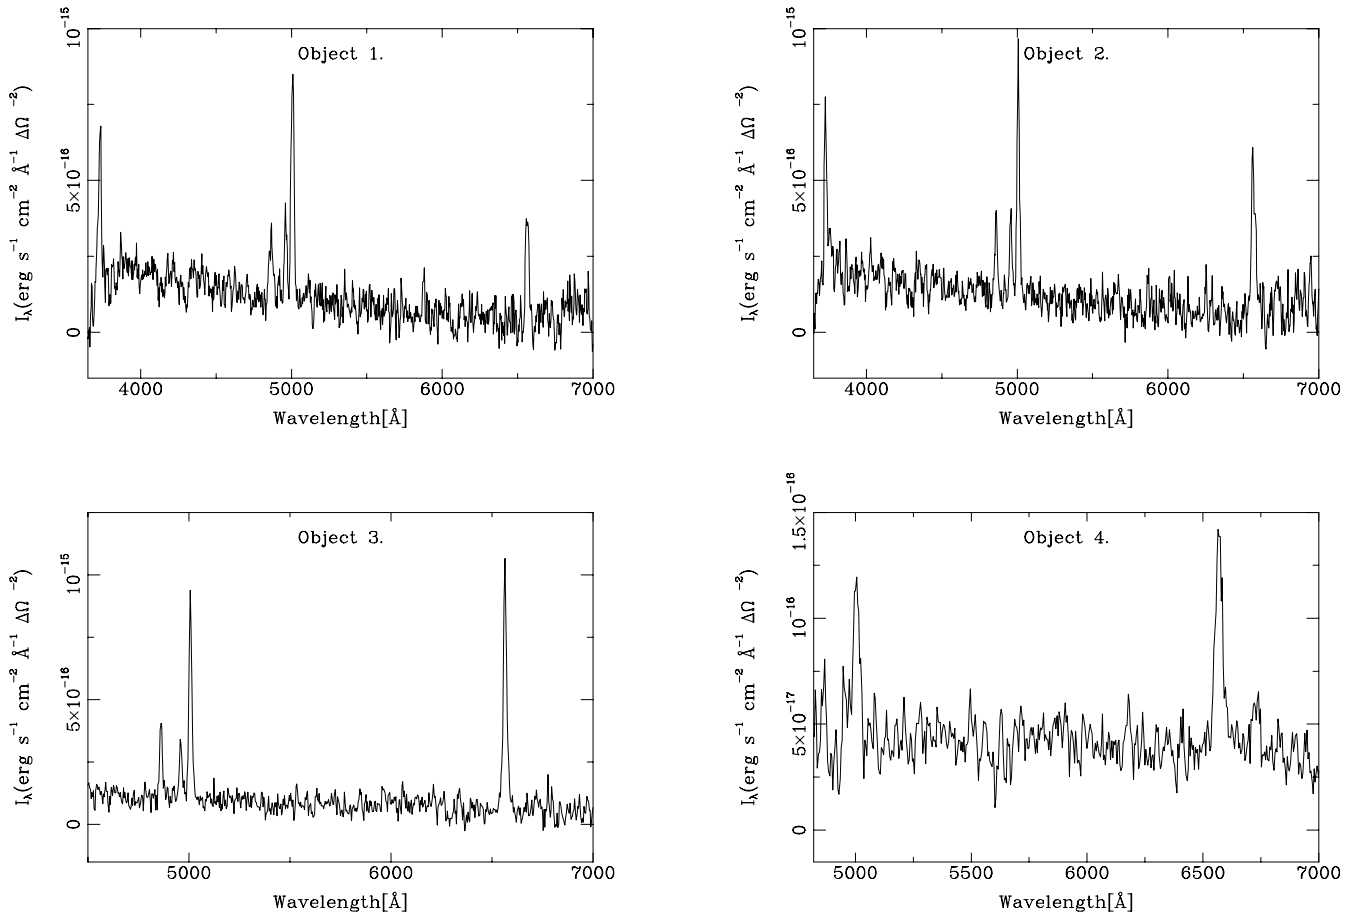 10⁻¹⁵
Object 1.
5×10⁻¹⁶
0
I_λ(erg s⁻¹ cm⁻² Å⁻¹ ΔΩ ⁻²)
4000 5000 6000 7000
Wavelength[Å]
10⁻¹⁵
Object 2.
5×10⁻¹⁶
0
I_λ(erg s⁻¹ cm⁻² Å⁻¹ ΔΩ ⁻²)
4000 5000 6000 7000
Wavelength[Å]
Object 3.
10⁻¹⁵
5×10⁻¹⁶
0
I_λ(erg s⁻¹ cm⁻² Å⁻¹ ΔΩ ⁻²)
5000 6000 7000
Wavelength[Å]
1.5×10⁻¹⁶
Object 4.
10⁻¹⁶
5×10⁻¹⁷
0
I_λ(erg s⁻¹ cm⁻² Å⁻¹ ΔΩ ⁻²)
5000 5500 6000 6500 7000
Wavelength[Å]